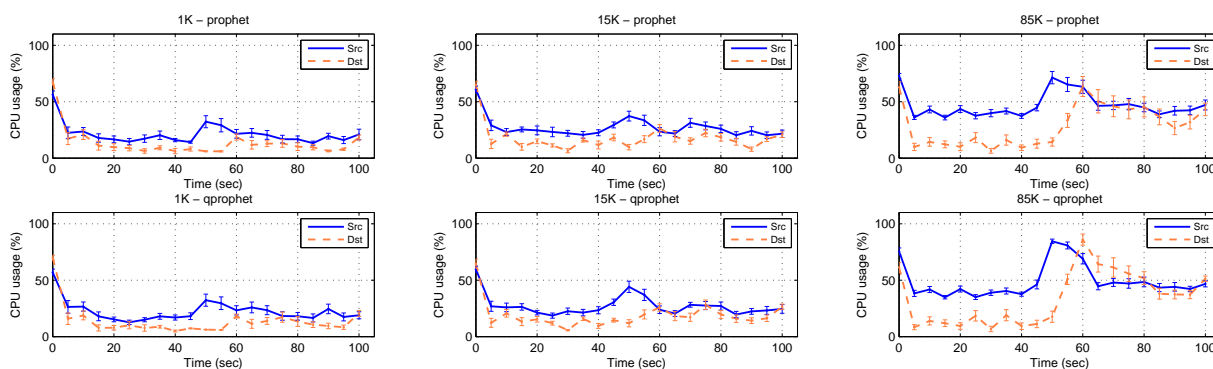 1K − prophet
CPU usage (%)
100
50
0
0 20 40 60 80 100
Time (sec)
Src
Dst
15K − prophet
CPU usage (%)
100
50
0
0 20 40 60 80 100
Time (sec)
Src
Dst
85K − prophet
CPU usage (%)
100
50
0
0 20 40 60 80 100
Time (sec)
Src
Dst
1K − qprophet
CPU usage (%)
100
50
0
0 20 40 60 80 100
Time (sec)
Src
Dst
15K − qprophet
CPU usage (%)
100
50
0
0 20 40 60 80 100
Time (sec)
Src
Dst
85K − qprophet
CPU usage (%)
100
50
0
0 20 40 60 80 100
Time (sec)
Src
Dst